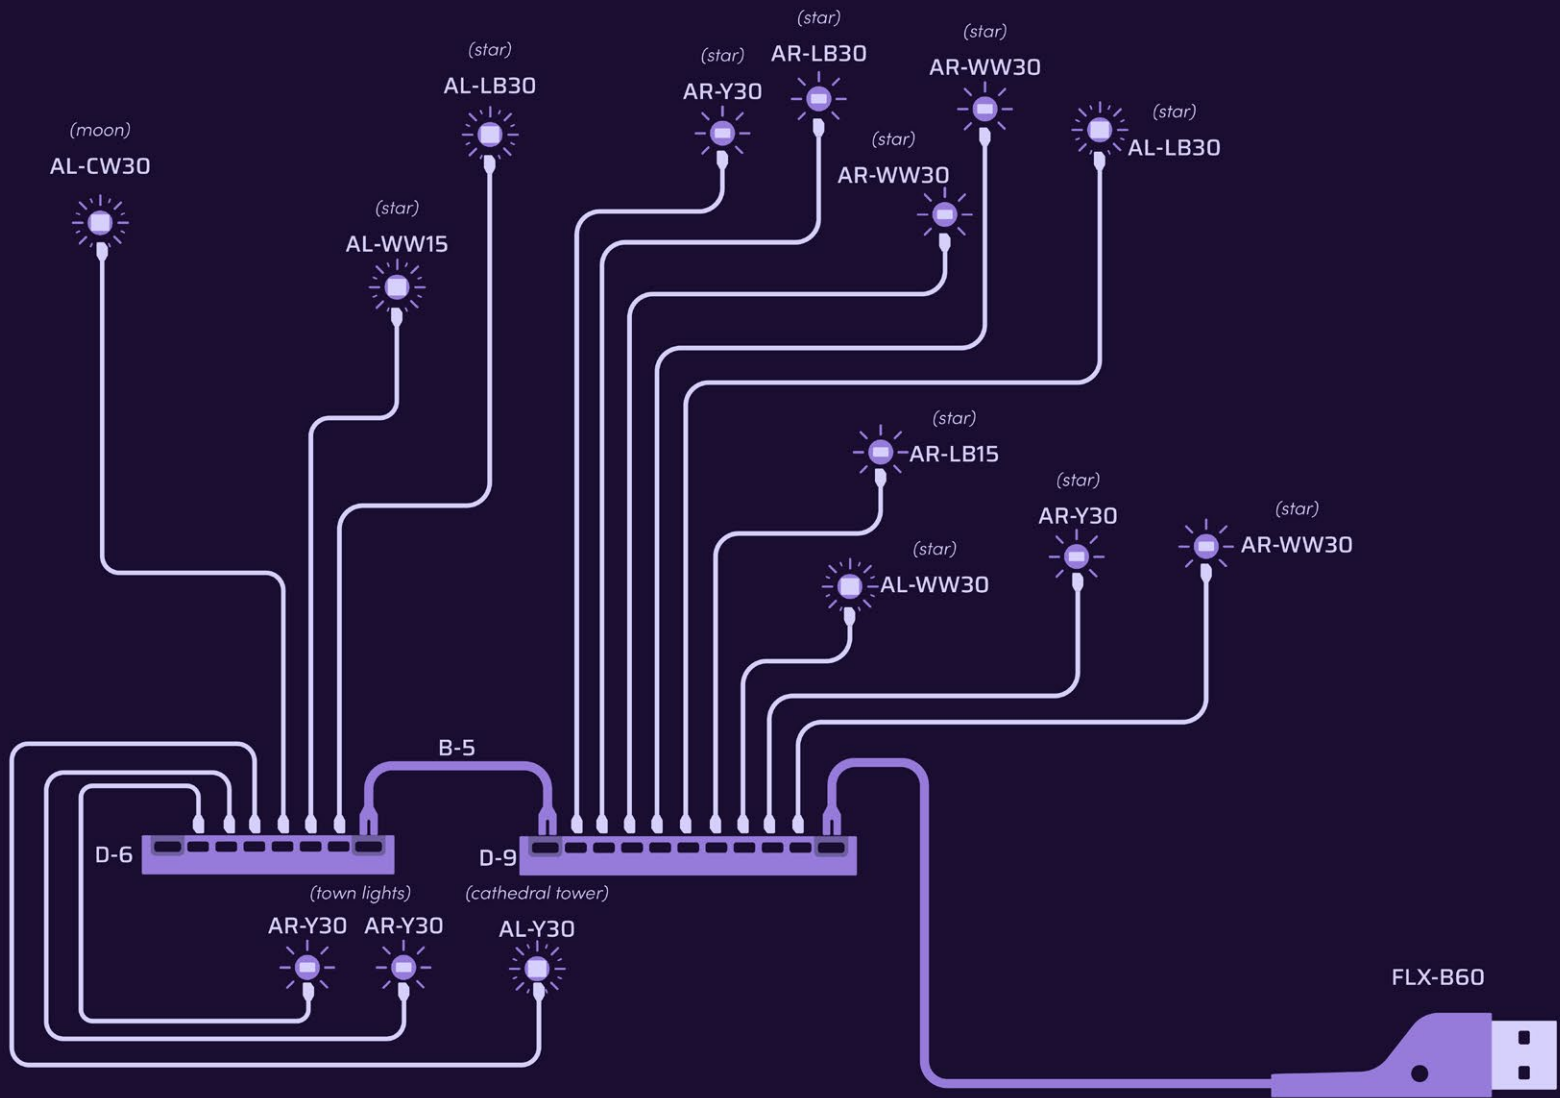 (star)
AR-LB30
(star)
AR-WW30
(star)
AL-LB30
(star)
AR-Y30
(star)
AL-LB30
(moon)
AL-CW30
(star)
AR-WW30
(star)
AL-WW15
(star)
AR-LB15
(star)
AR-Y30
(star)
AR-WW30
(star)
AL-WW30
B-5
D-6
D-9
(town lights)
AR-Y30 AR-Y30
(cathedral tower)
AL-Y30
FLX-B60